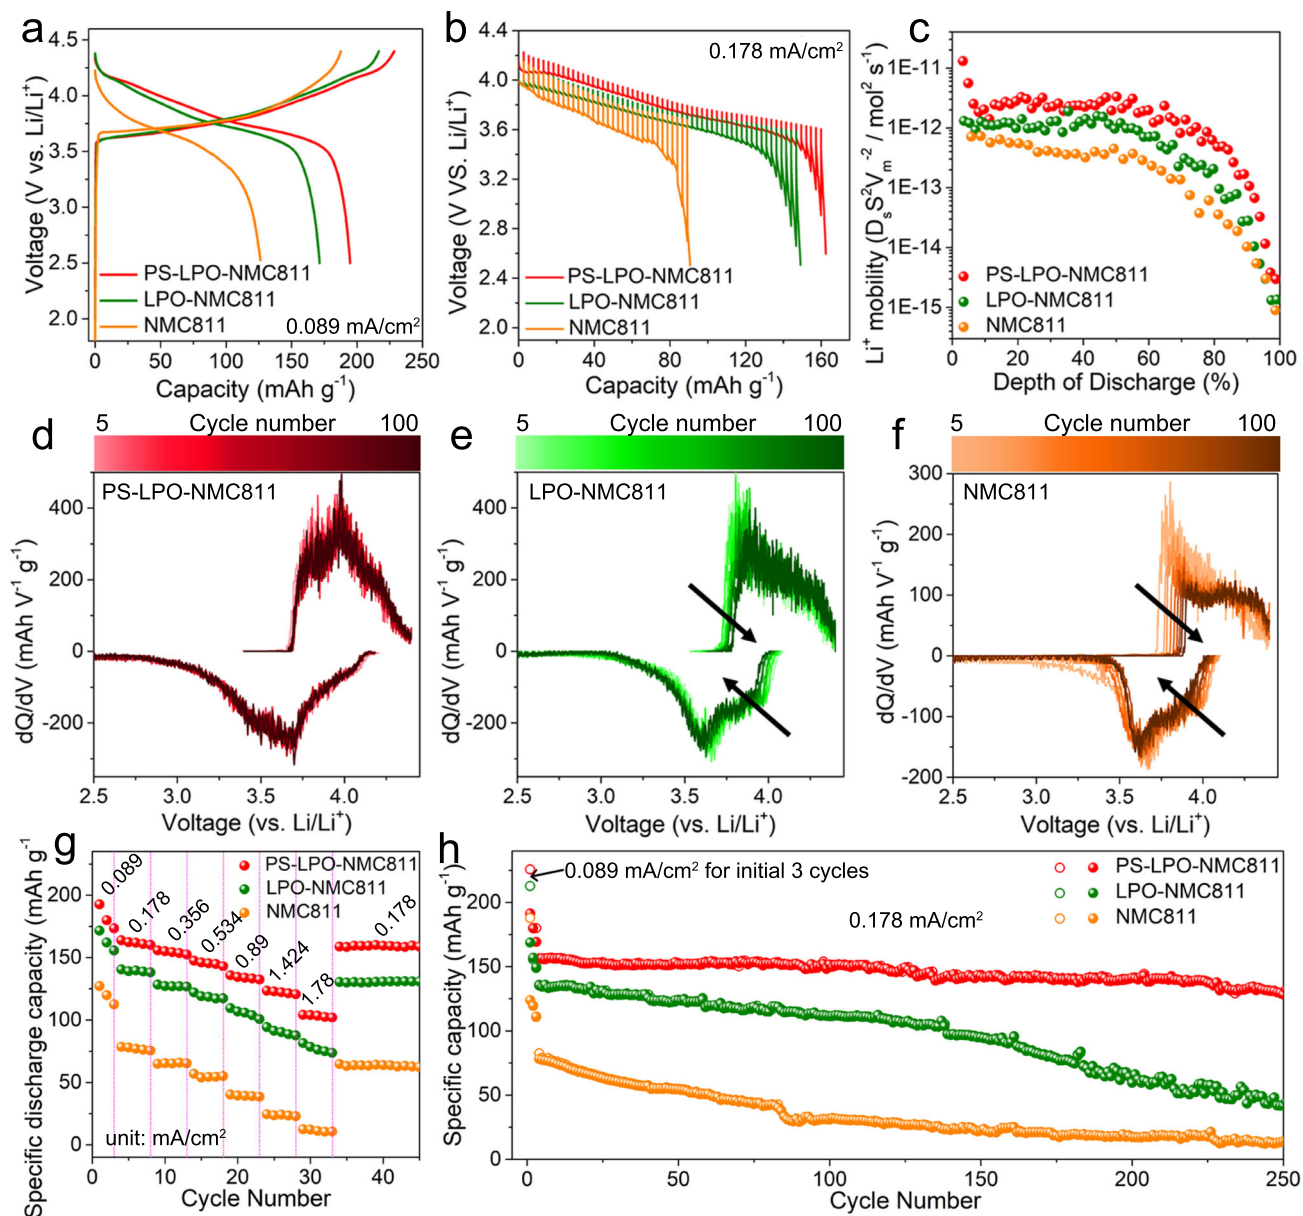 a
4.5
4.0
3.5
3.0
2.5
2.0
Voltage (V vs. Li/Li⁺)
PS-LPO-NMC811
LPO-NMC811
NMC811
0.089 mA/cm²
0 50 100 150 200 250
Capacity (mAh g⁻¹)
b
4.4
4.0
3.6
3.2
2.8
2.4
2.0
Voltage (V VS. Li/Li⁺)
0.178 mA/cm²
PS-LPO-NMC811
LPO-NMC811
NMC811
0 40 80 120 160
Capacity (mAh g⁻¹)
c
1E-11
1E-12
1E-13
1E-14
1E-15
Li⁺ mobility (DₛS²Vₘ⁻² / mol² s⁻¹)
PS-LPO-NMC811
LPO-NMC811
NMC811
0 20 40 60 80 100
Depth of Discharge (%)
d
5 Cycle number 100
PS-LPO-NMC811
400
200
0
-200
dQ/dV (mAh V⁻¹ g⁻¹)
2.5 3.0 3.5 4.0
Voltage (vs. Li/Li⁺)
e
5 Cycle number 100
LPO-NMC811
400
200
0
-200
dQ/dV (mAh V⁻¹ g⁻¹)
2.5 3.0 3.5 4.0
Voltage (vs. Li/Li⁺)
f
5 Cycle number 100
NMC811
300
200
100
0
-100
-200
dQ/dV (mAh V⁻¹ g⁻¹)
2.5 3.0 3.5 4.0
Voltage (vs. Li/Li⁺)
g
200
150
100
50
0
Specific discharge capacity (mAh g⁻¹)
PS-LPO-NMC811
LPO-NMC811
NMC811
0.089
0.178
0.356
0.534
0.89
1.424
1.78
0.178
unit: mA/cm²
0 10 20 30 40
Cycle Number
h
200
150
100
50
0
Specific capacity (mAh g⁻¹)
0.089 mA/cm² for initial 3 cycles
0.178 mA/cm²
PS-LPO-NMC811
LPO-NMC811
NMC811
0 50 100 150 200 250
Cycle Number